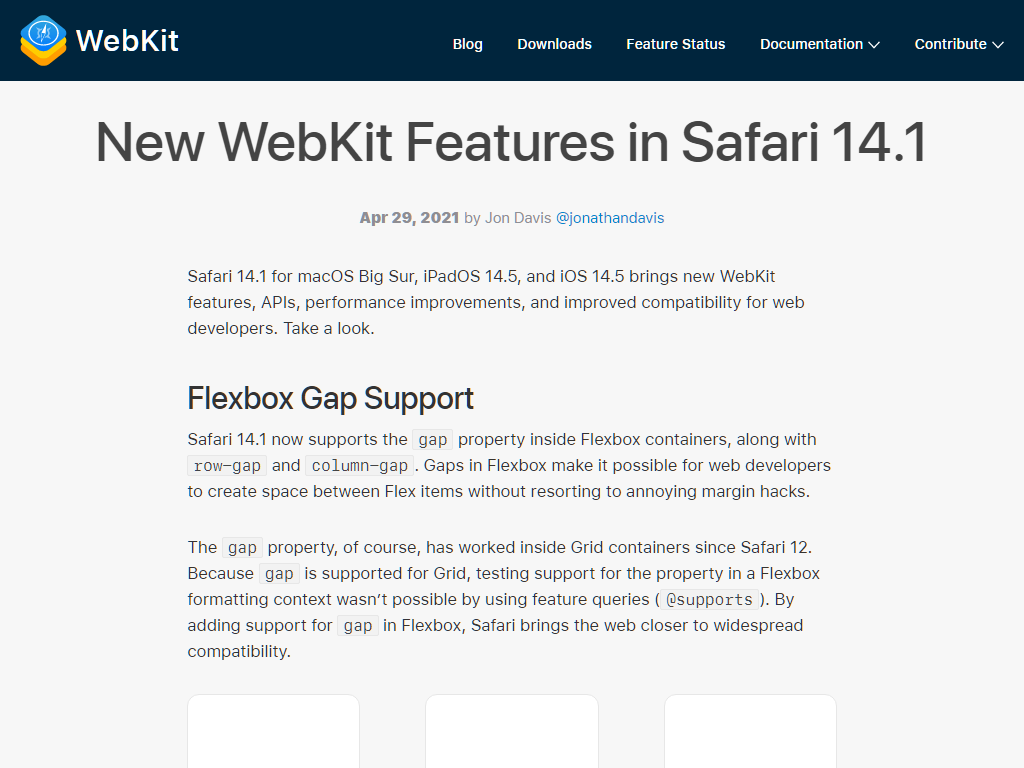 WebKit
Blog
Downloads
Feature Status
Documentation
Contribute
New WebKit Features in Safari 14.1
Apr 29, 2021 by Jon Davis @jonathandavis
Safari 14.1 for macOS Big Sur, iPadOS 14.5, and iOS 14.5 brings new WebKit
features, APIs, performance improvements, and improved compatibility for web
developers. Take a look.
Flexbox Gap Support
Safari 14.1 now supports the gap property inside Flexbox containers, along with
row-gap and column-gap. Gaps in Flexbox make it possible for web developers
to create space between Flex items without resorting to annoying margin hacks.
The gap property, of course, has worked inside Grid containers since Safari 12.
Because gap is supported for Grid, testing support for the property in a Flexbox
formatting context wasn’t possible by using feature queries (@supports). By
adding support for gap in Flexbox, Safari brings the web closer to widespread
compatibility.